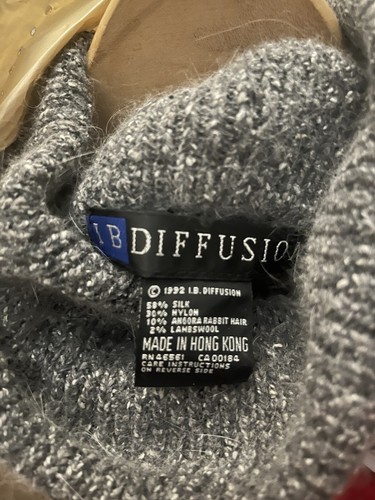 IB DIFFUSIO
© 1992 I.B. DIFFUSION
58% SILK
30% NYLON
10% ANGORA RABBIT HAIR
2% LAMBSWOOL
MADE IN HONG KONG
RN46561 CA00184
CARE INSTRUCTIONS
ON REVERSE SIDE